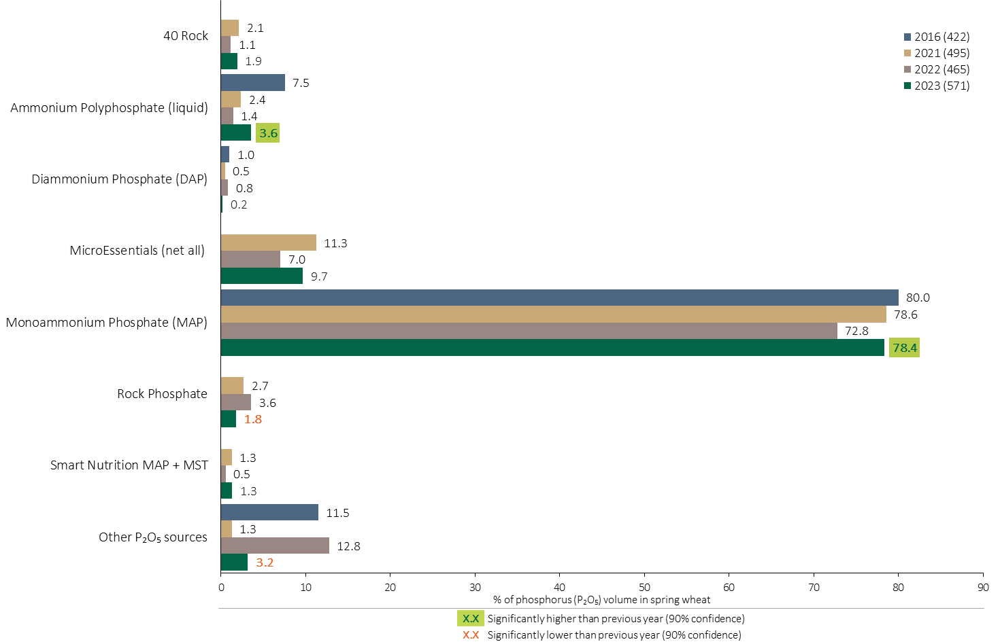 40 Rock
2.1
1.1
1.9
2016 (422)
2021 (495)
2022 (465)
2023 (571)
Ammonium Polyphosphate (liquid)
7.5
2.4
1.4
3.6
Diammonium Phosphate (DAP)
1.0
0.5
0.8
0.2
MicroEssentials (net all)
11.3
7.0
9.7
Monoammonium Phosphate (MAP)
80.0
78.6
72.8
78.4
Rock Phosphate
2.7
3.6
1.8
Smart Nutrition MAP + MST
1.3
0.5
1.3
Other P₂O₅ sources
11.5
1.3
12.8
3.2
0 10 20 30 40 50 60 70 80 90
% of phosphorus (P₂O₅) volume in spring wheat
X.X Significantly higher than previous year (90% confidence)
X.X Significantly lower than previous year (90% confidence)